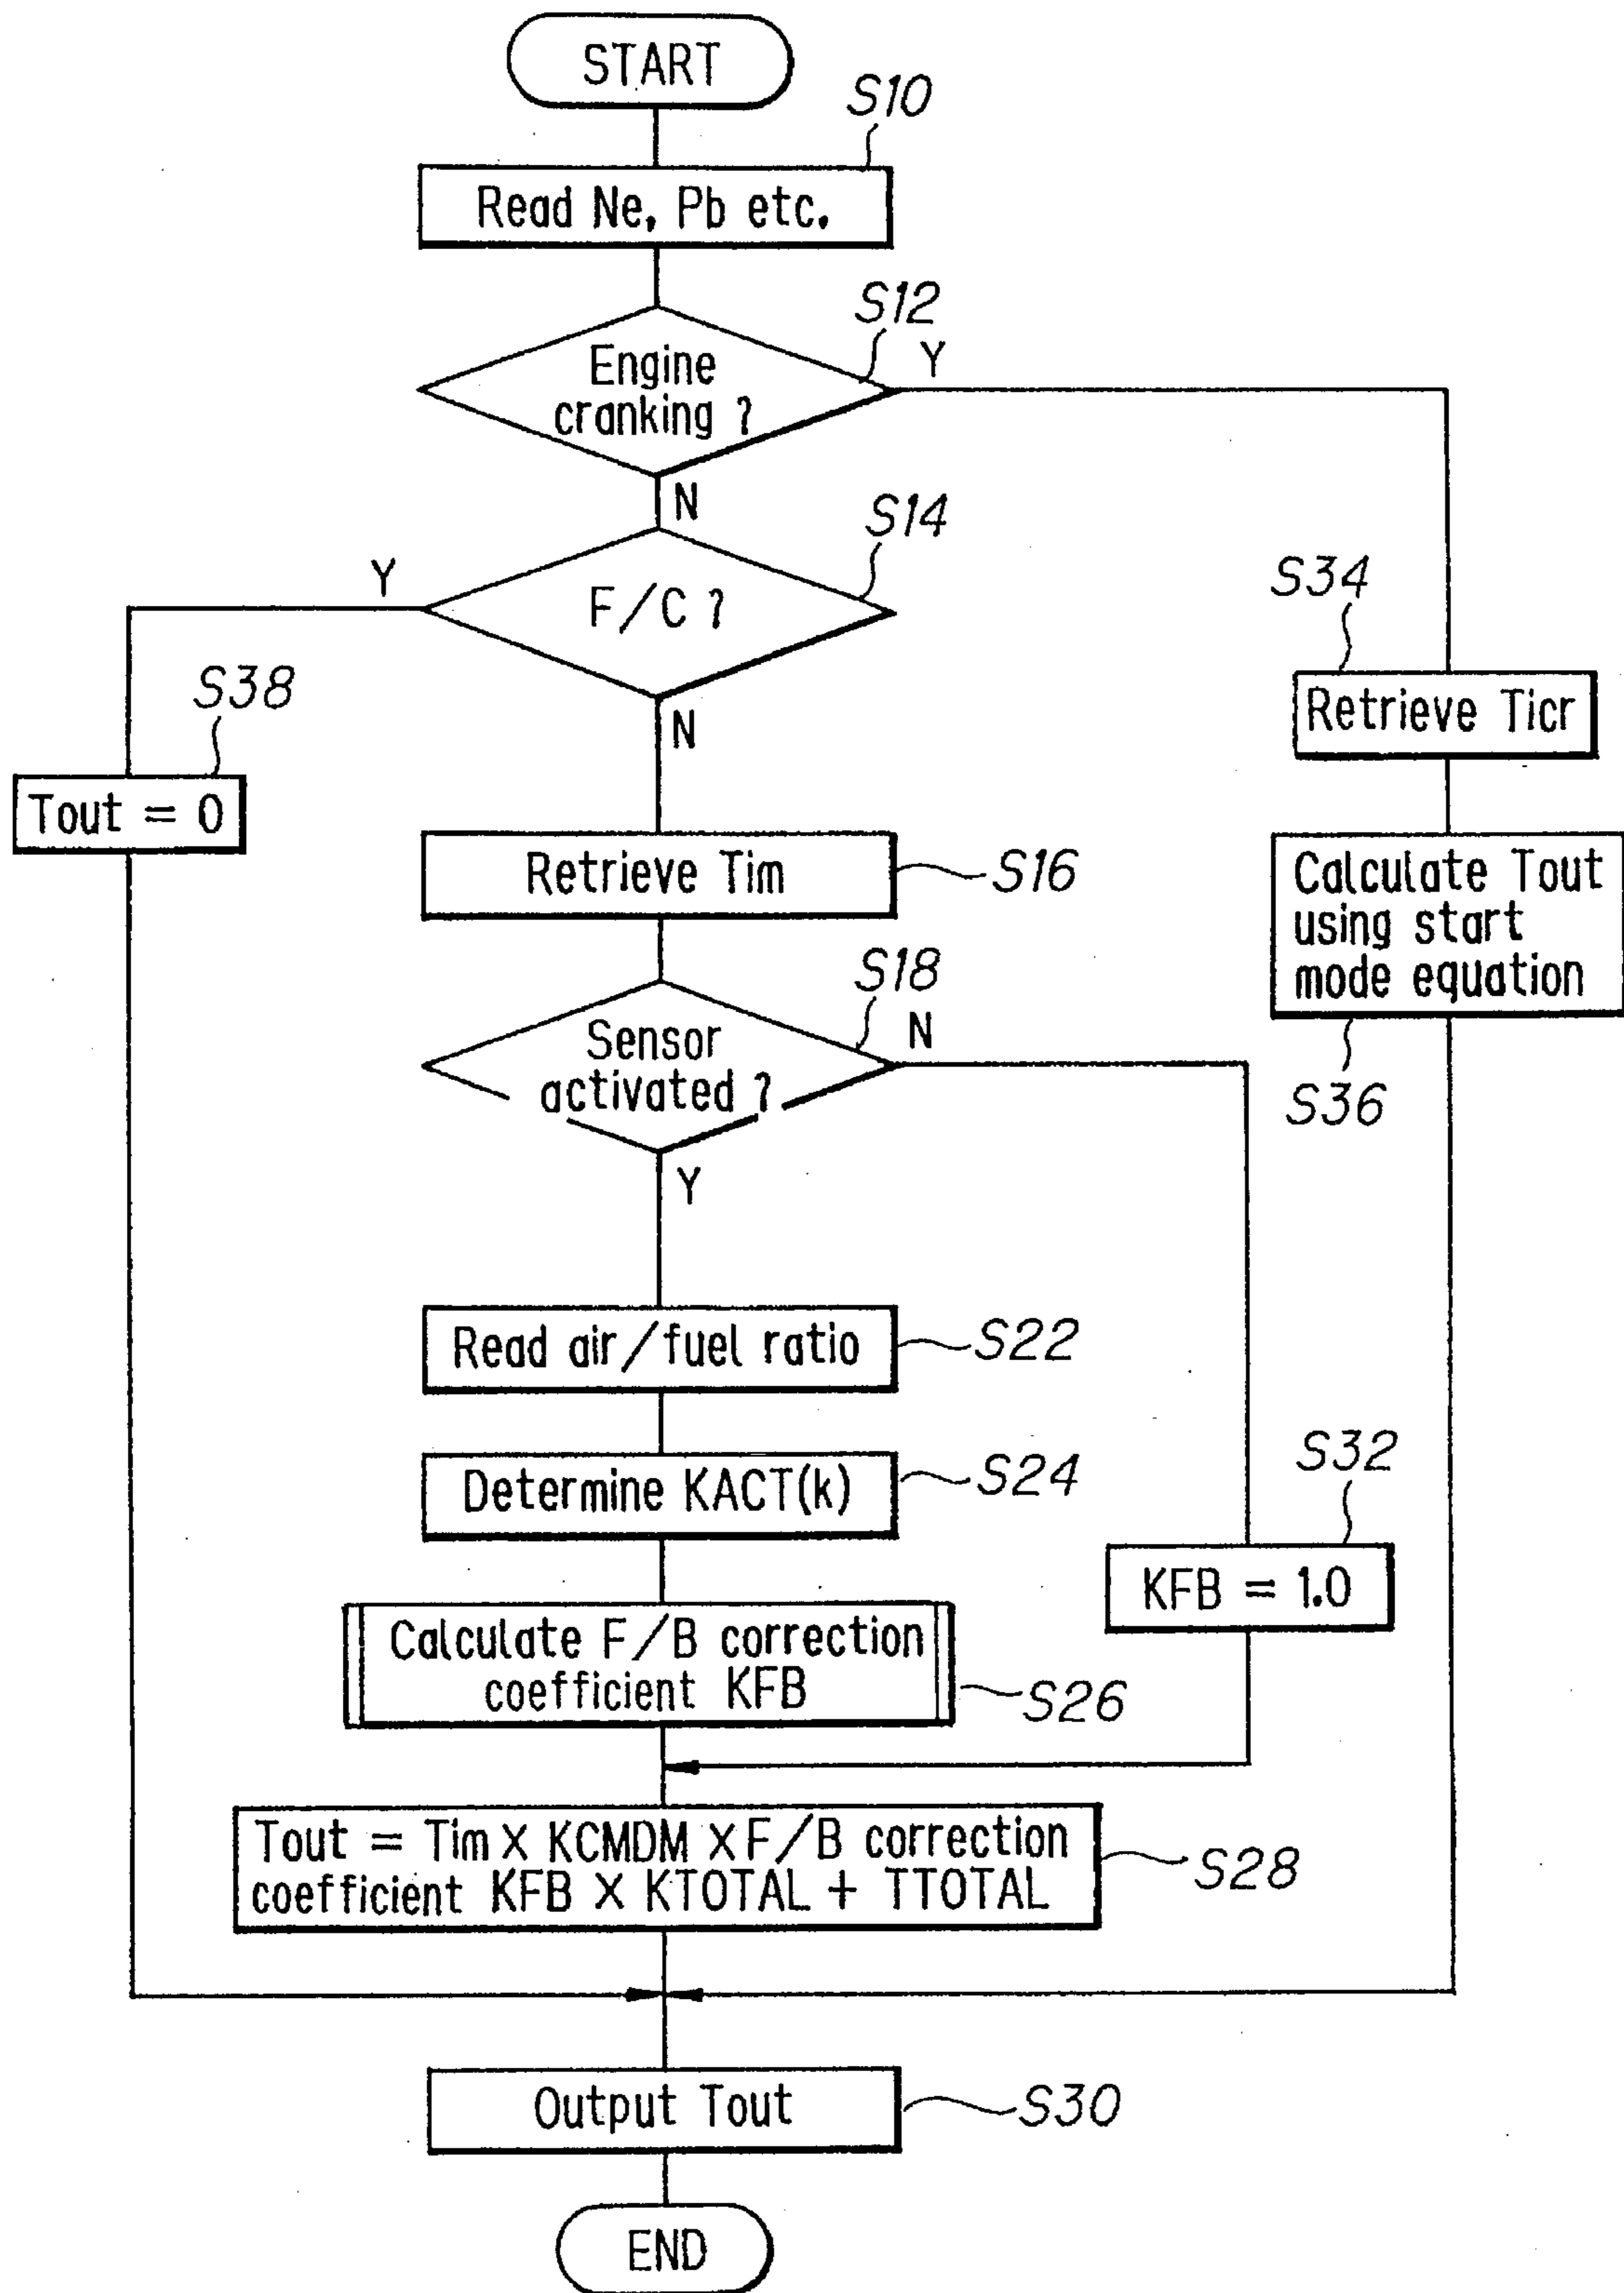 START
S10
Read Ne, Pb etc.
S12
Engine
cranking ?
Y
N
S14
F/C ?
Y
N
S38
Tout = 0
S34
Retrieve Ticr
Retrieve Tim
S16
Calculate Tout
using start
mode equation
S36
S18
Sensor
activated ?
N
Y
Read air/fuel ratio
S22
Determine KACT(k)
S24
S32
KFB = 1.0
Calculate F/B correction
coefficient KFB
S26
Tout = Tim X KCMDM X F/B correction
coefficient KFB X KTOTAL + TTOTAL
S28
Output Tout
S30
END